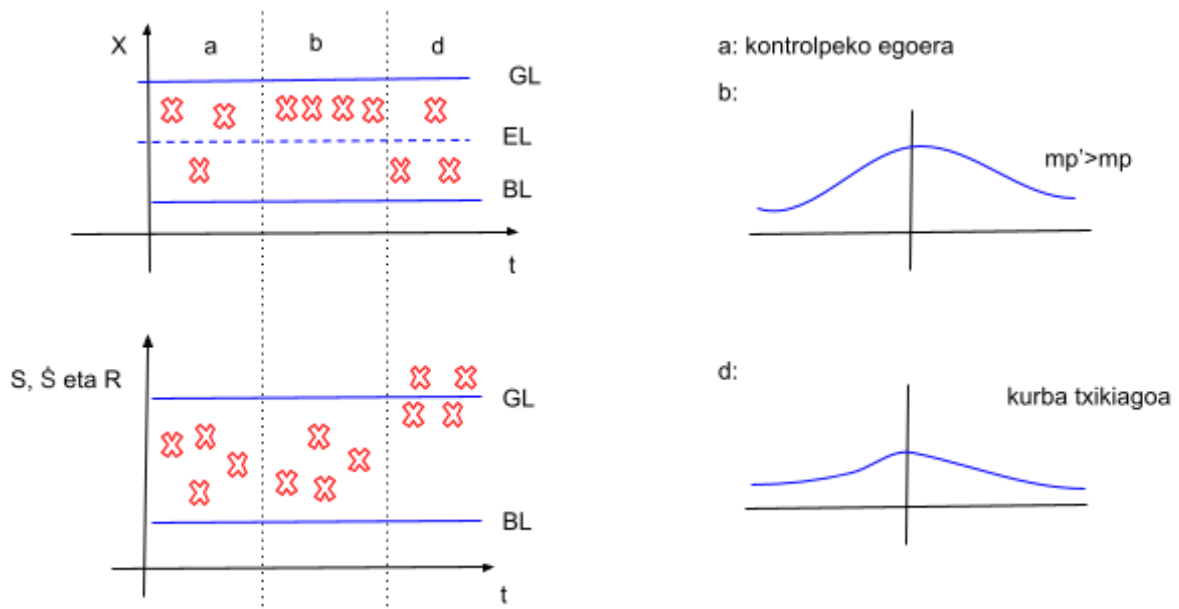 X
a
b
d
GL
EL
BL
t
a: kontrolpeko egoera
b:
mp'>mp
S, Ŝ eta R
GL
BL
t
d:
kurba txikiagoa